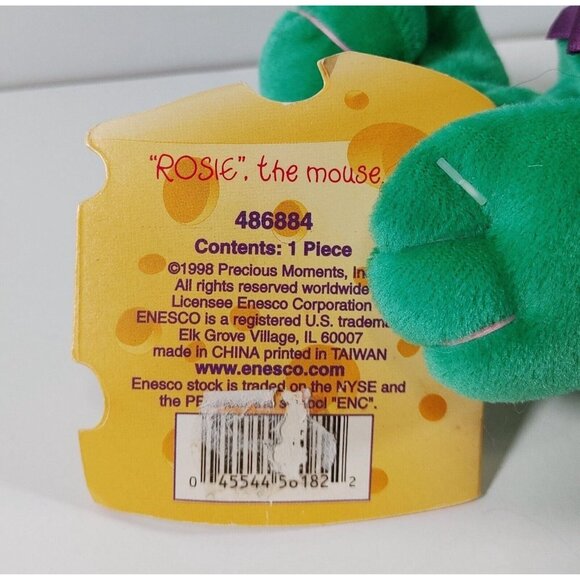 "ROSIE", the mouse
486884
Contents: 1 Piece
©1998 Precious Moments, In
All rights reserved worldwide
Licensee Enesco Corporation
ENESCO is a registered U.S. tradem
Elk Grove Village, IL 60007
made in CHINA printed in TAIWAN
www.enesco.com
Enesco stock is traded on the NYSE and
the "ENC".
0 45544 56182 2